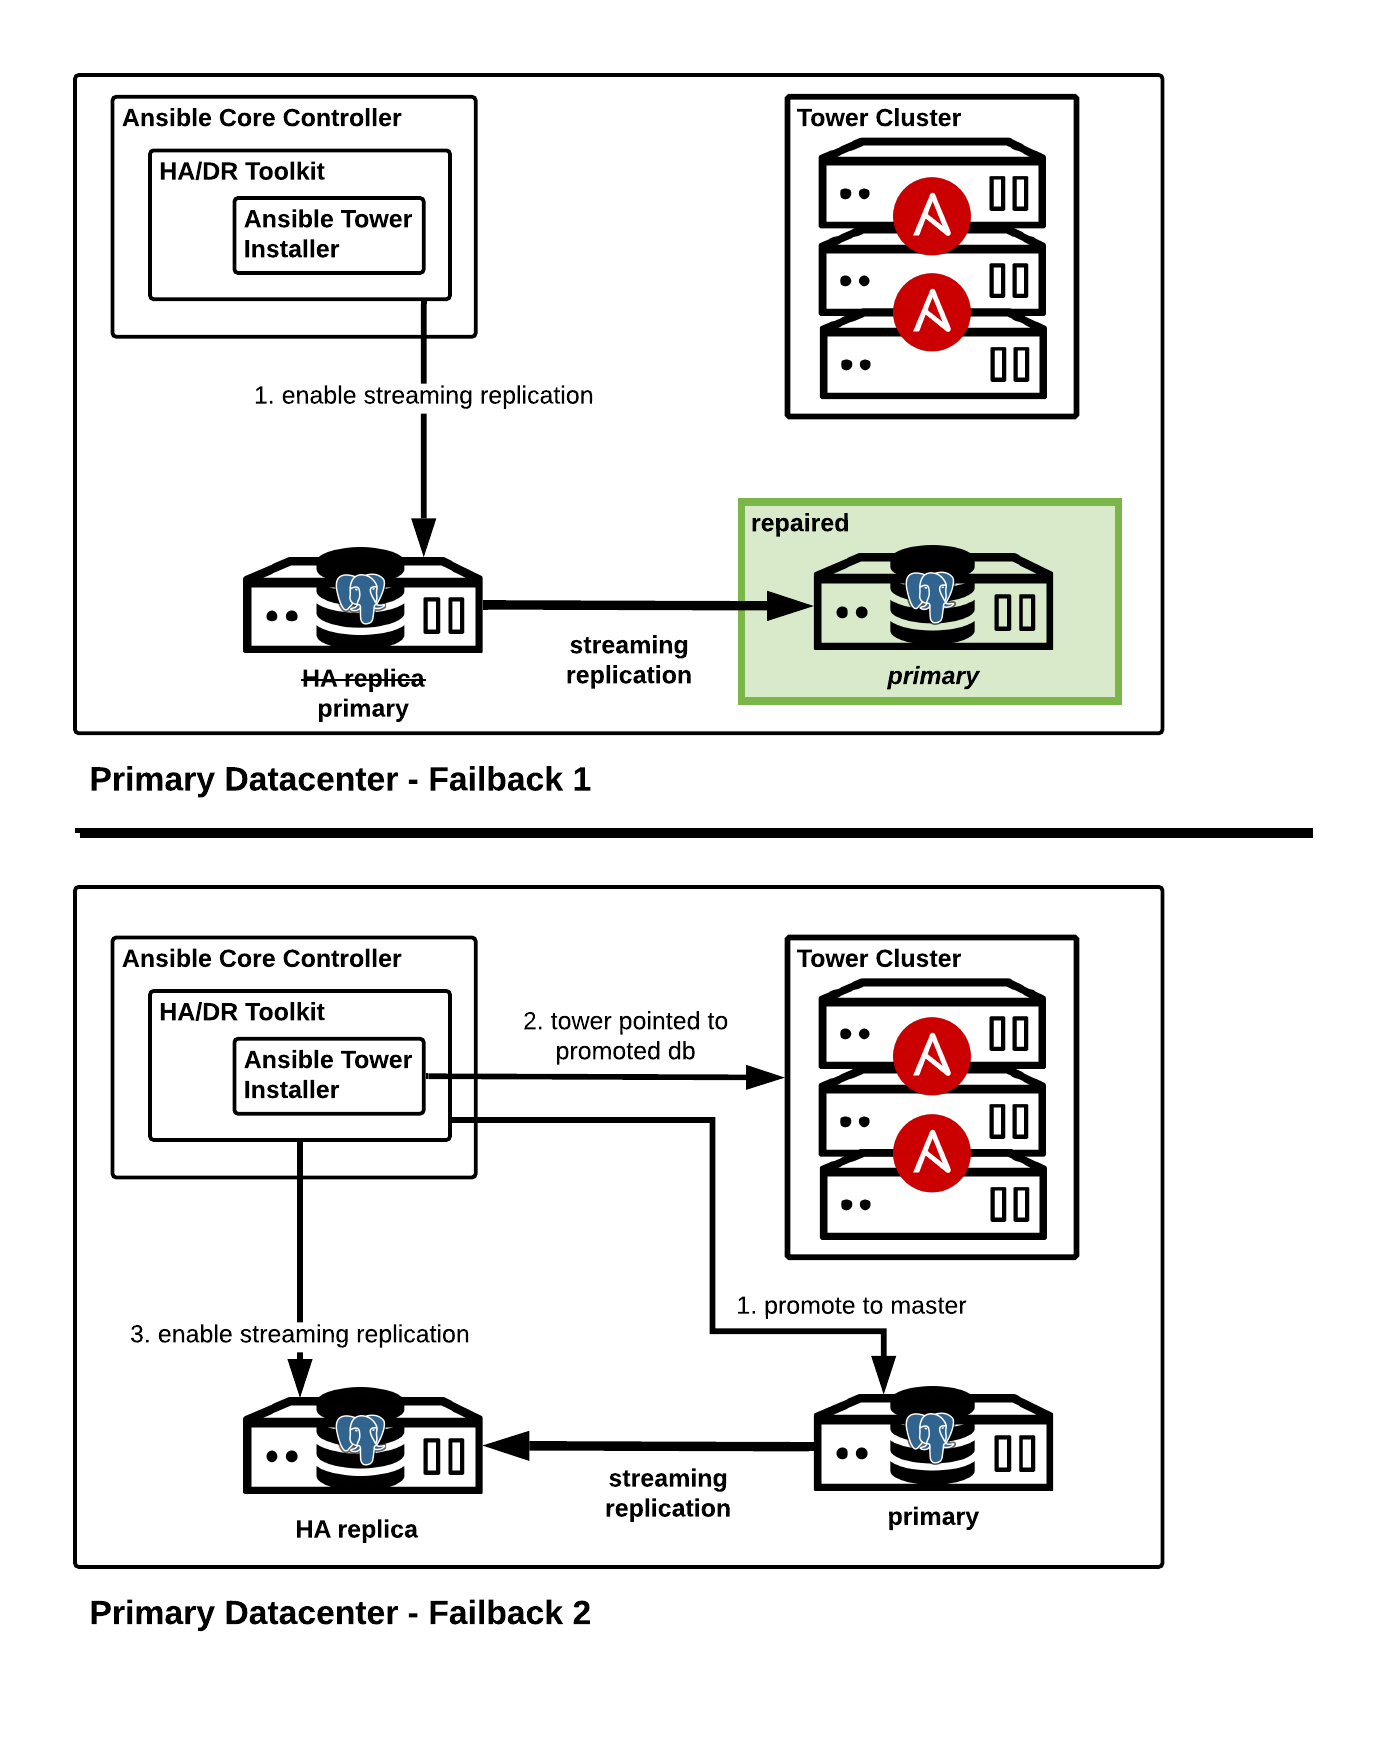 Ansible Core Controller
HA/DR Toolkit
Ansible Tower
Installer
Tower Cluster
1. enable streaming replication
repaired
streaming
replication
HA replica
primary
primary
Primary Datacenter - Failback 1
Ansible Core Controller
HA/DR Toolkit
Ansible Tower
Installer
Tower Cluster
2. tower pointed to
promoted db
1. promote to master
3. enable streaming replication
streaming
replication
HA replica
primary
Primary Datacenter - Failback 2